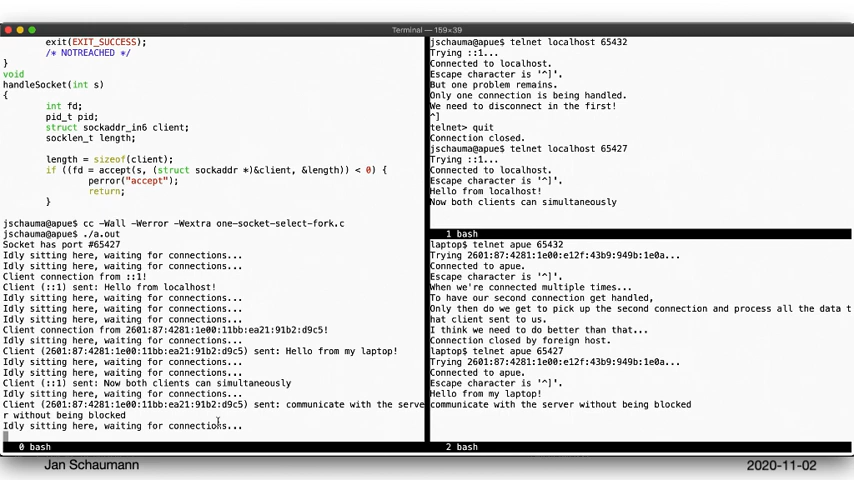 Terminal — 159×39
        exit(EXIT_SUCCESS);
        /* NOTREACHED */
}
void
handleSocket(int s)
{
        int fd;
        pid_t pid;
        struct sockaddr_in6 client;
        socklen_t length;
        length = sizeof(client);
        if ((fd = accept(s, (struct sockaddr *)&client, &length)) < 0) {
                perror("accept");
                return;
        }
jschauma@apue$ cc -Wall -Werror -Wextra one-socket-select-fork.c
jschauma@apue$ ./a.out
Socket has port #65427
Idly sitting here, waiting for connections...
Idly sitting here, waiting for connections...
Client connection from ::1!
Client (::1) sent: Hello from localhost!
Idly sitting here, waiting for connections...
Idly sitting here, waiting for connections...
Idly sitting here, waiting for connections...
Client connection from 2601:87:4281:1e00:11bb:ea21:91b2:d9c5!
Idly sitting here, waiting for connections...
Client (2601:87:4281:1e00:11bb:ea21:91b2:d9c5) sent: Hello from my laptop!
Idly sitting here, waiting for connections...
Idly sitting here, waiting for connections...
Client (::1) sent: Now both clients can simultaneously
Idly sitting here, waiting for connections...
Client (2601:87:4281:1e00:11bb:ea21:91b2:d9c5) sent: communicate with the serve
r without being blocked
Idly sitting here, waiting for connections...
0 bash
jschauma@apue$ telnet localhost 65432
Trying ::1...
Connected to localhost.
Escape character is '^]'.
But one problem remains.
Only one connection is being handled.
We need to disconnect in the first!
^]
telnet> quit
Connection closed.
jschauma@apue$ telnet localhost 65427
Trying ::1...
Connected to localhost.
Escape character is '^]'.
Hello from localhost!
Now both clients can simultaneously
1 bash
laptop$ telnet apue 65432
Trying 2601:87:4281:1e00:e12f:43b9:949b:1e0a...
Connected to apue.
Escape character is '^]'.
When we're connected multiple times...
To have our second connection get handled,
Only then do we get to pick up the second connection and process all the data t
hat client sent to us.
I think we need to do better than that...
Connection closed by foreign host.
laptop$ telnet apue 65427
Trying 2601:87:4281:1e00:e12f:43b9:949b:1e0a...
Connected to apue.
Escape character is '^]'.
Hello from my laptop!
communicate with the server without being blocked
2 bash
Jan Schaumann
2020-11-02